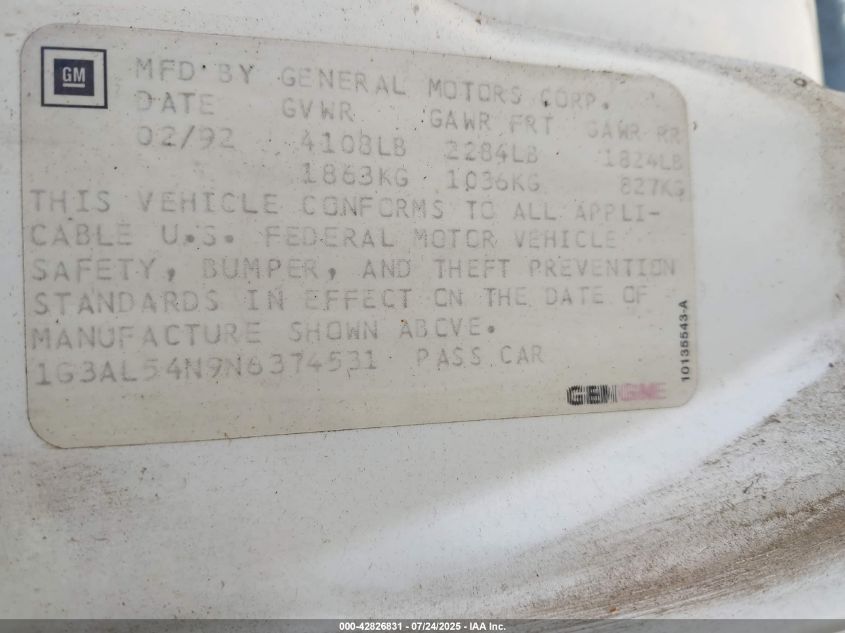 GM
MFD BY GENERAL MOTORS CORP.
DATE GVWR GAWR FRT GAWR RR
02/92 4108LB 2284LB 1824LB
1863KG 1036KG 827KG
THIS VEHICLE CONFORMS TO ALL APPLI-
CABLE U.S. FEDERAL MOTOR VEHICLE
SAFETY, BUMPER, AND THEFT PREVENTION
STANDARDS IN EFFECT ON THE DATE OF
MANUFACTURE SHOWN ABOVE.
1G3AL54N9N6374531 PASS CAR
10135543-A
000-42826831 - 07/24/2025 - IAA Inc.